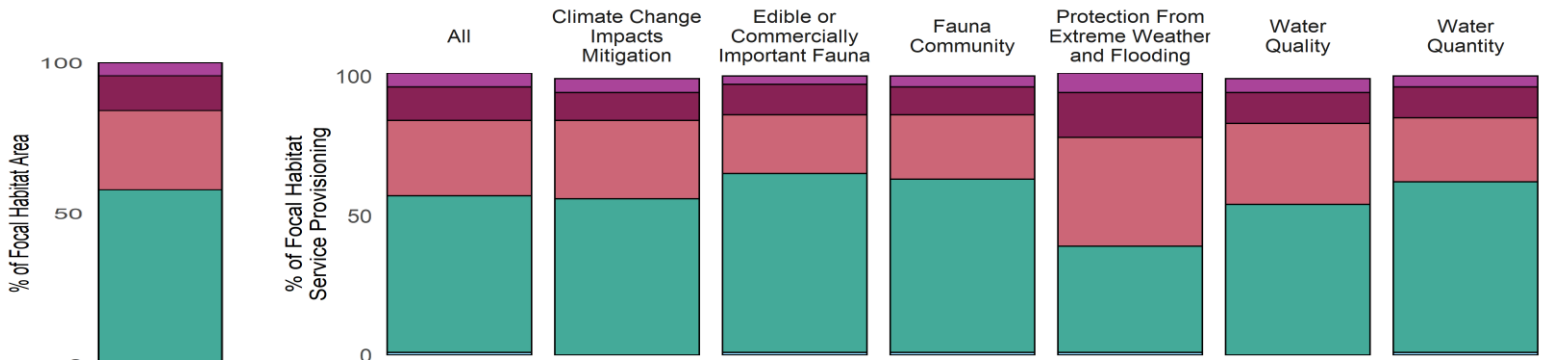 % of Focal Habitat Area
100
50
% of Focal Habitat
Service Provisioning
100
50
0
All
Climate Change
Impacts
Mitigation
Edible or
Commercially
Important Fauna
Fauna
Community
Protection From
Extreme Weather
and Flooding
Water
Quality
Water
Quantity